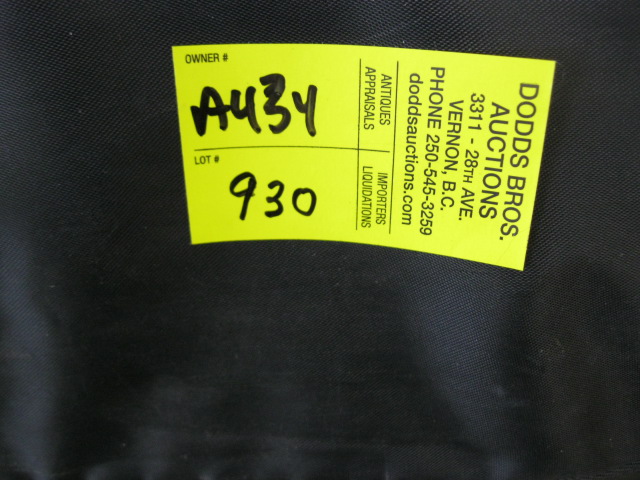 OWNER #
A434
LOT #
930
ANTIQUES
APPRAISALS
IMPORTERS
LIQUIDATIONS
DODDS BROS.
AUCTIONS
3311 - 28TH AVE.
VERNON, B.C.
PHONE 250-545-3259
doddsauctions.com